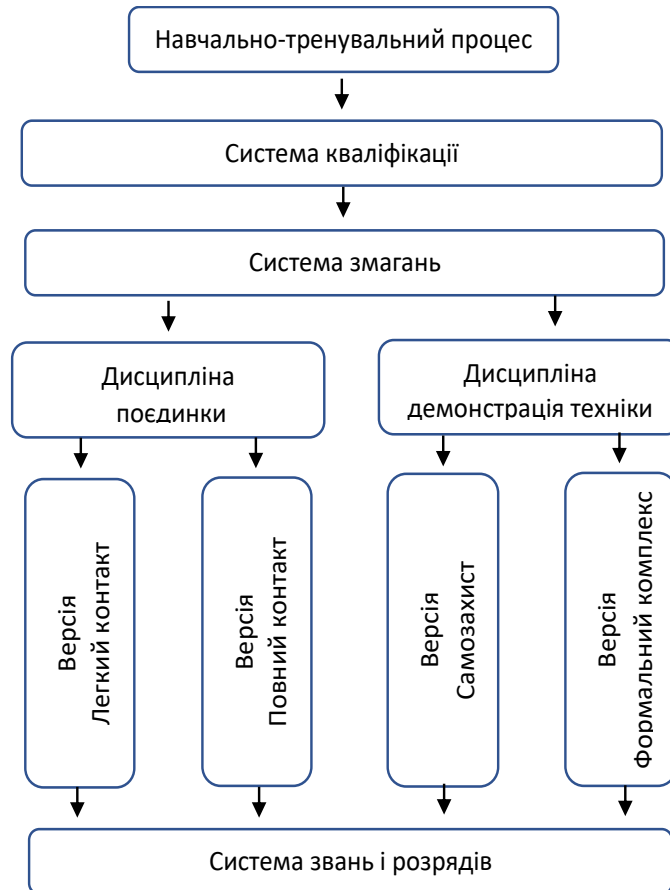 Навчально-тренувальний процес
Система кваліфікації
Система змагань
Дисципліна
поєдинки
Дисципліна
демонстрація техніки
Версія
Легкий контакт
Версія
Повний контакт
Версія
Самозахист
Версія
Формальний комплекс
Система звань і розрядів